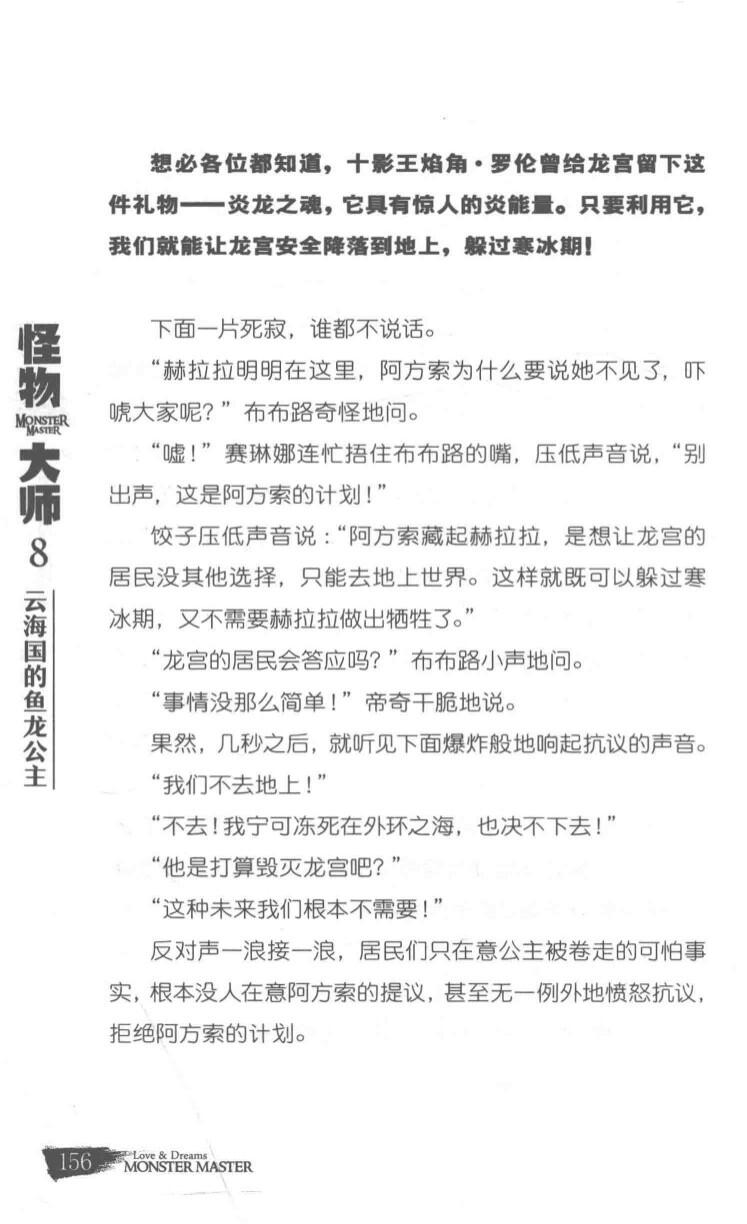 想必各位都知道，十影王焰角·罗伦曾给龙宫留下这
件礼物——炎龙之魂，它具有惊人的炎能量。只要利用它，
我们就能让龙宫安全降落到地上，躲过寒冰期！
下面一片死寂，谁都不说话。
“赫拉拉明明在这里，阿方索为什么要说她不见了，吓
唬大家呢？”布布路奇怪地问。
“嘘！”赛琳娜连忙捂住布布路的嘴，压低声音说，“别
出声，这是阿方索的计划！”
饺子压低声音说：“阿方索藏起赫拉拉，是想让龙宫的
居民没其他选择，只能去地上世界。这样就既可以躲过寒
冰期，又不需要赫拉拉做出牺牲了。”
“龙宫的居民会答应吗？”布布路小声地问。
“事情没那么简单！”帝奇干脆地说。
果然，几秒之后，就听见下面爆炸般地响起抗议的声音。
“我们不去地上！”
“不去！我宁可冻死在外环之海，也决不下去！”
“他是打算毁灭龙宫吧？”
“这种未来我们根本不需要！”
反对声一浪接一浪，居民们只在意公主被卷走的可怕事
实，根本没人在意阿方索的提议，甚至无一例外地愤怒抗议，
拒绝阿方索的计划。
怪物
MONSTER
MASTER
大师
8
云海国的鱼龙公主
156
Love & Dreams
MONSTER MASTER